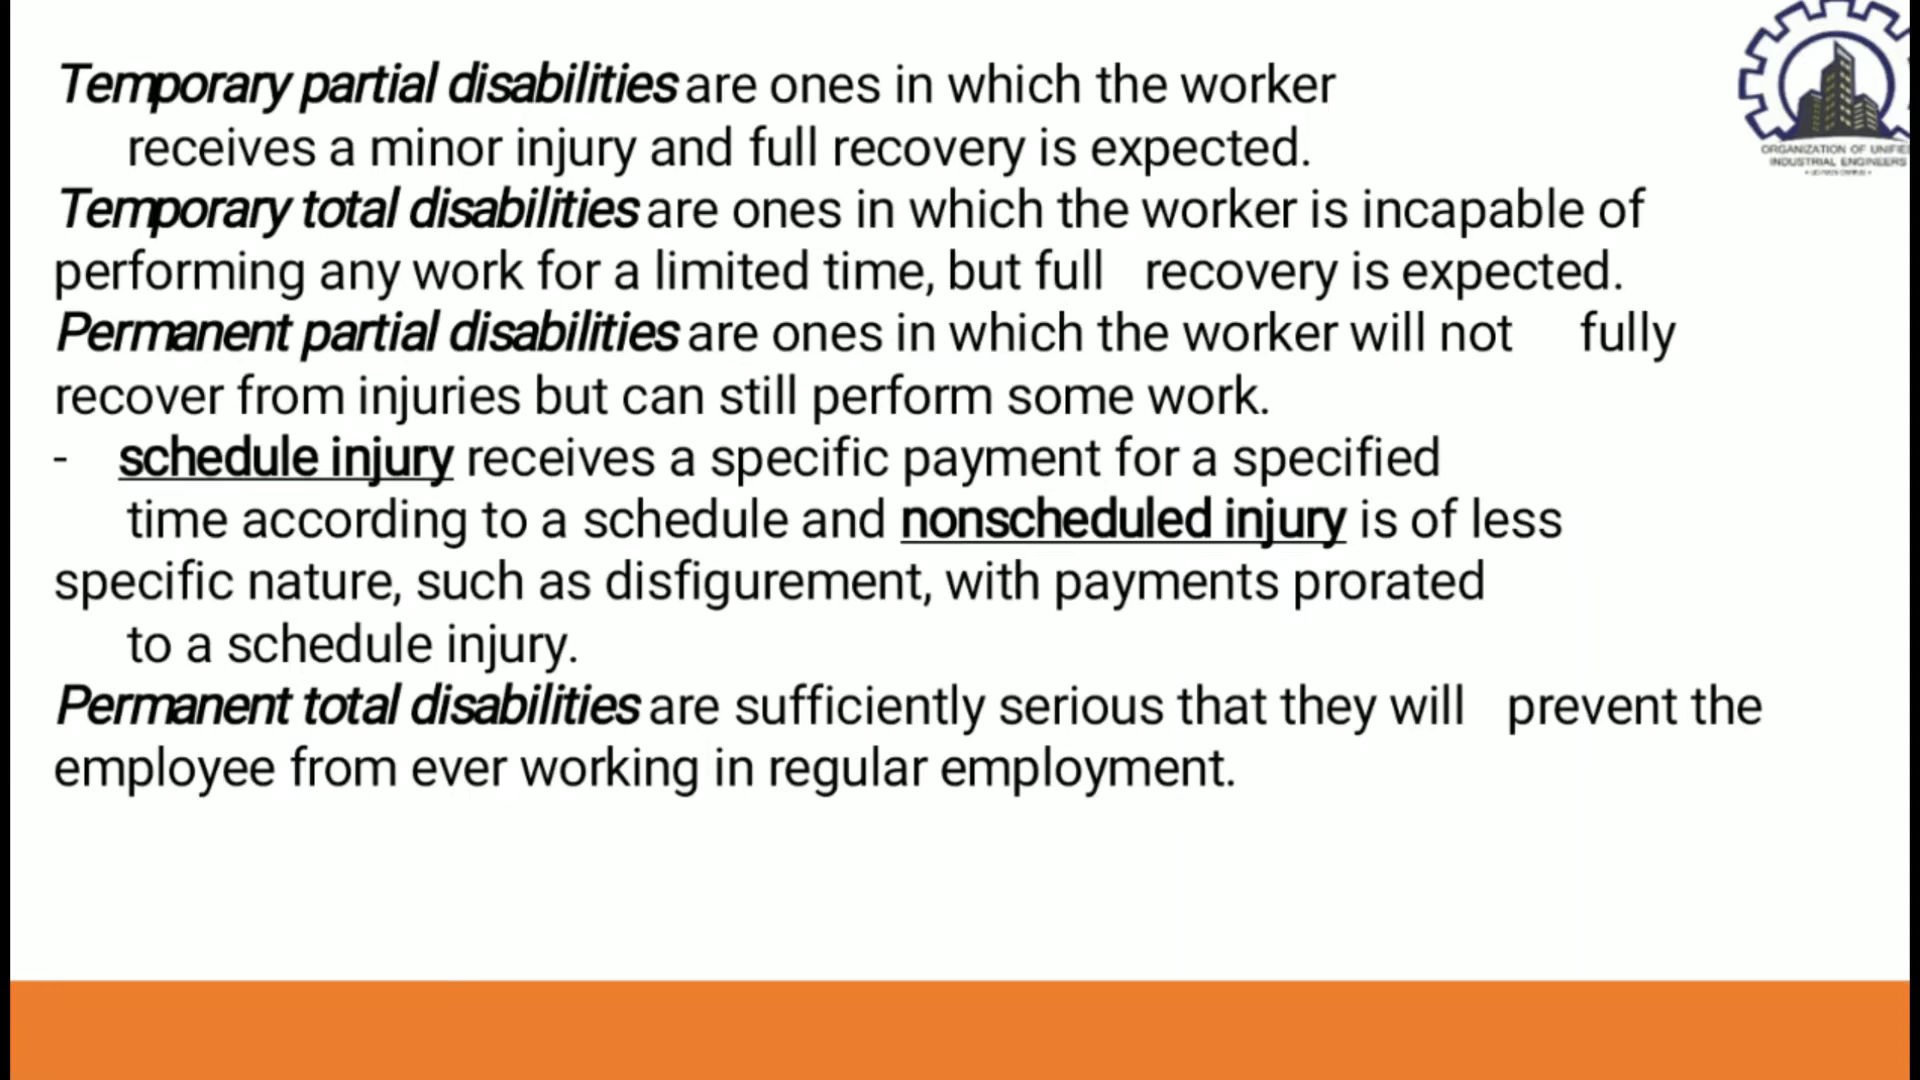 Temporary partial disabilities are ones in which the worker
receives a minor injury and full recovery is expected.
Temporary total disabilities are ones in which the worker is incapable of
performing any work for a limited time, but full recovery is expected.
Permanent partial disabilities are ones in which the worker will not fully
recover from injuries but can still perform some work.
- schedule injury receives a specific payment for a specified
time according to a schedule and nonscheduled injury is of less
specific nature, such as disfigurement, with payments prorated
to a schedule injury.
Permanent total disabilities are sufficiently serious that they will prevent the
employee from ever working in regular employment.
ORGANIZATION OF UNIFIE
INDUSTRIAL ENGINEERS